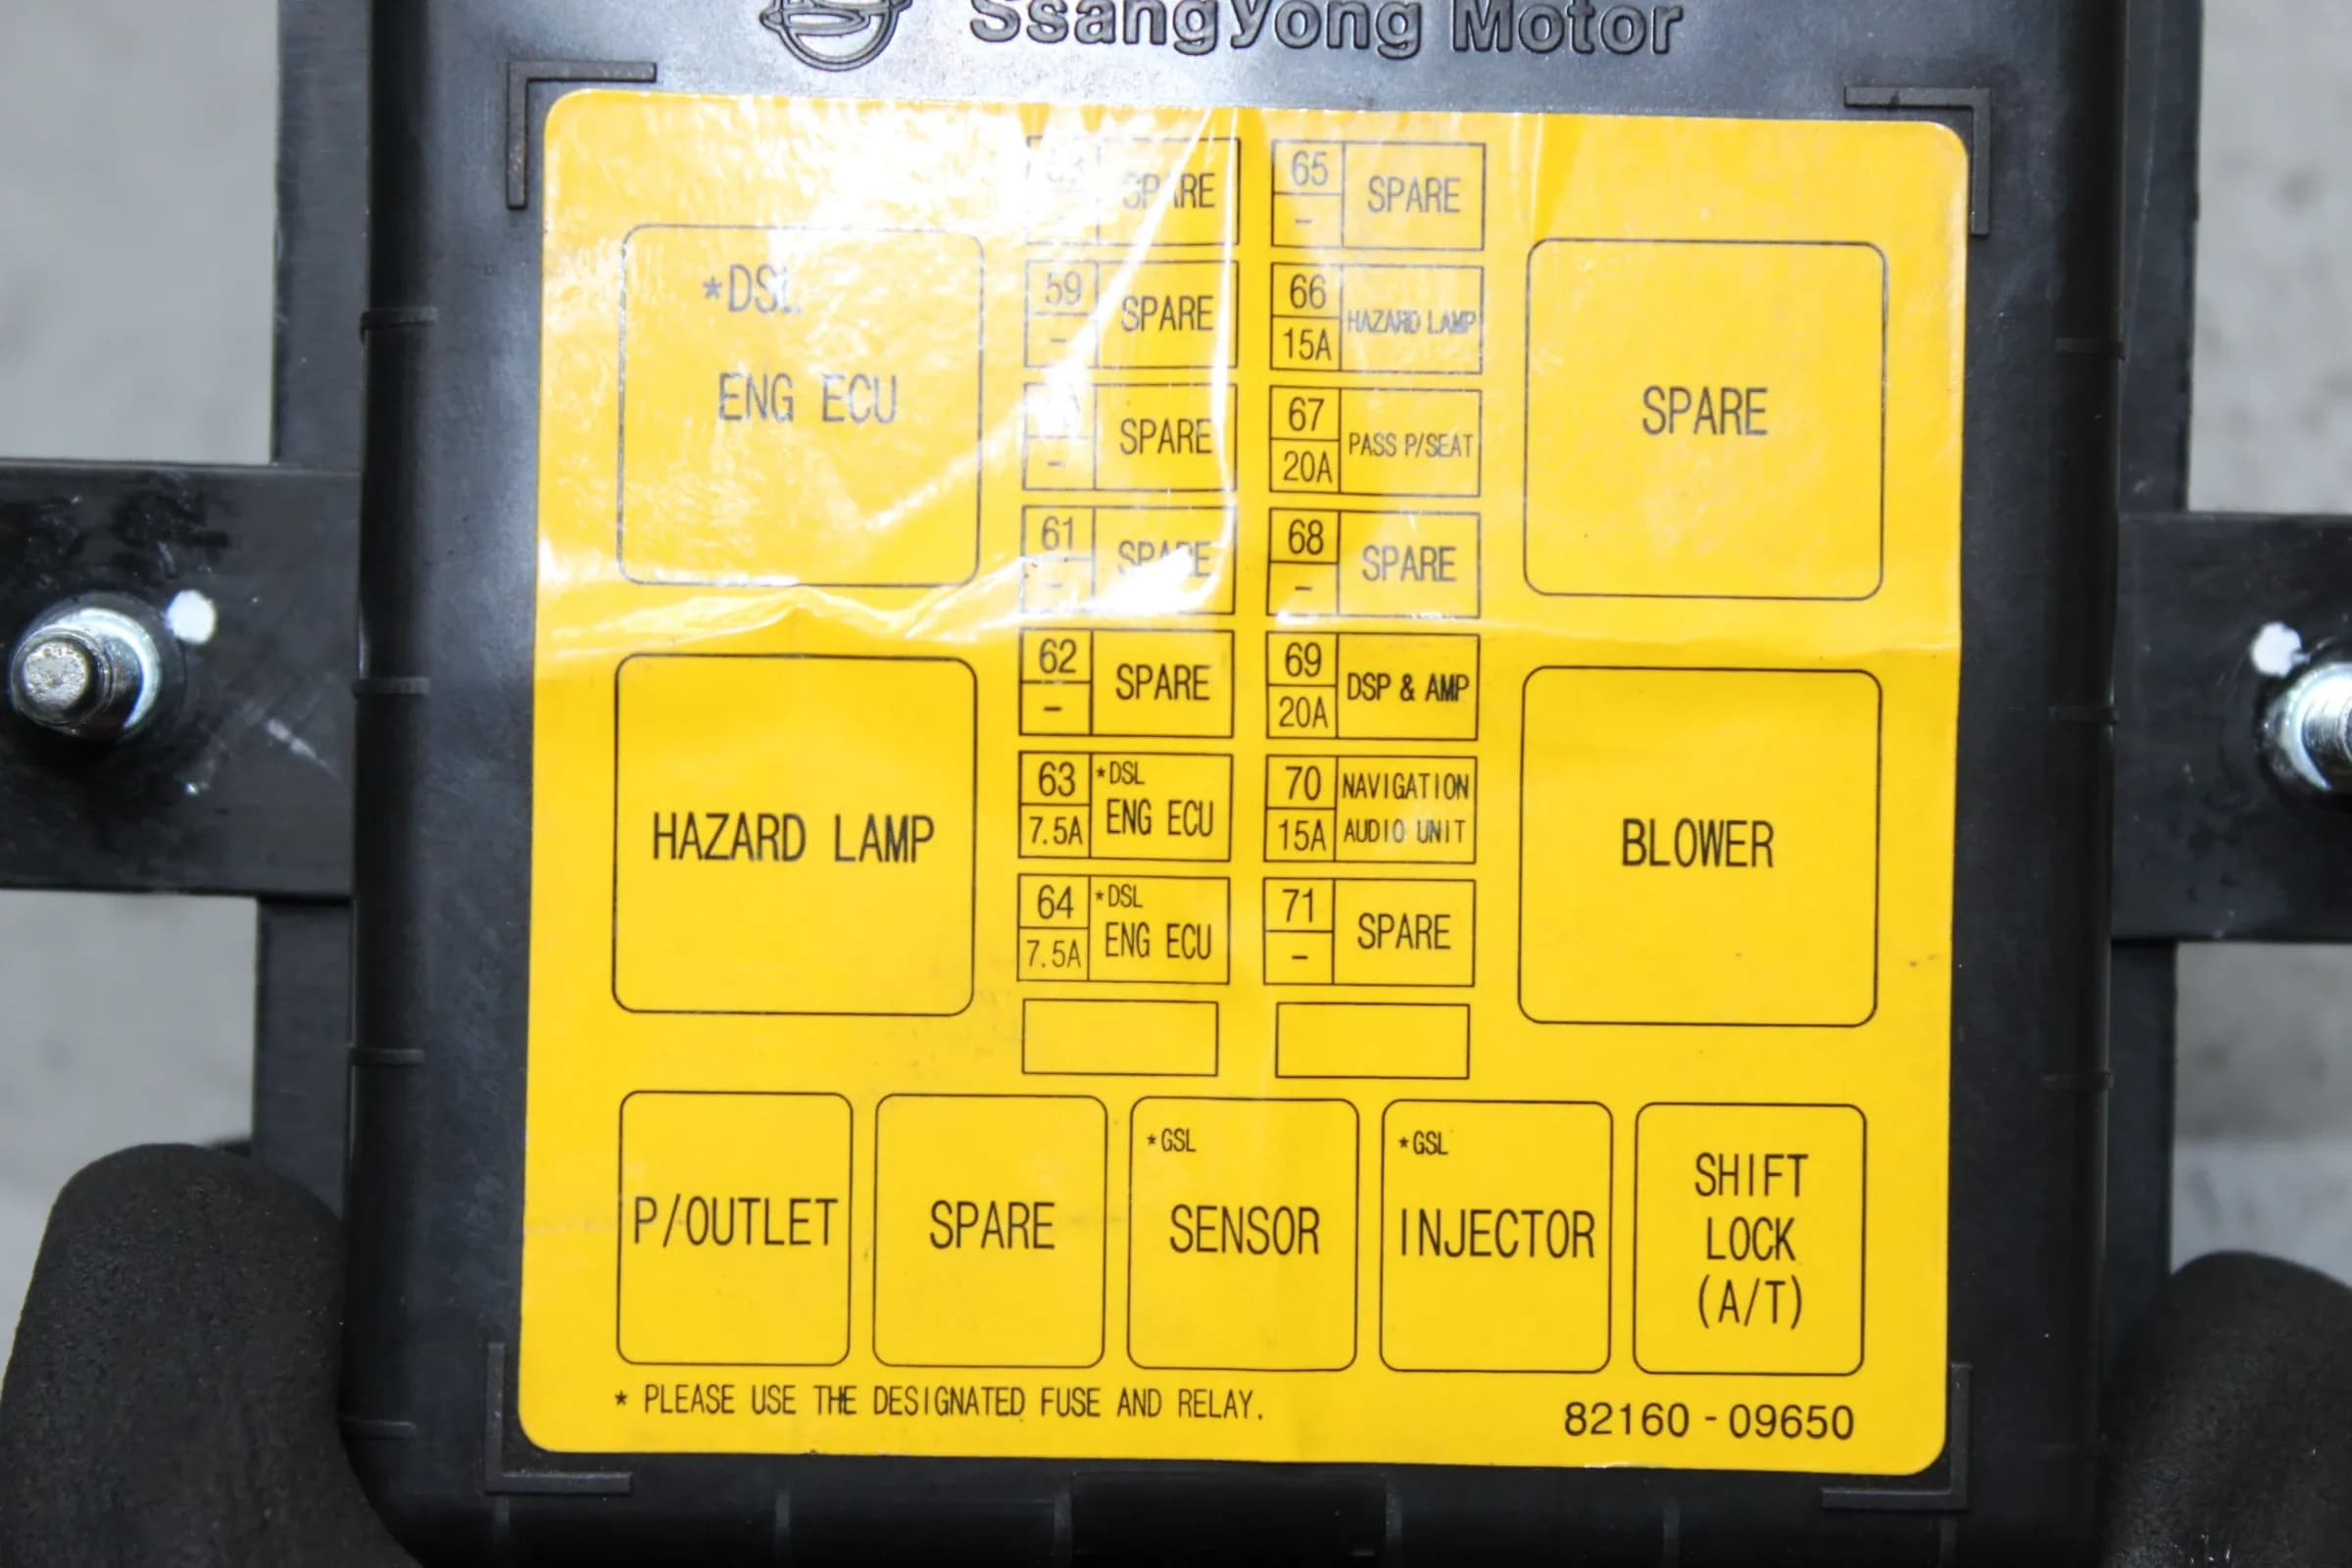 SsangYong Motor
SPARE
65
-
SPARE
*DSL
ENG ECU
59
-
SPARE
66
15A
HAZARD LAMP
SPARE
-
SPARE
67
20A
PASS P/SEAT
61
-
SPARE
68
-
SPARE
62
-
SPARE
69
20A
DSP & AMP
HAZARD LAMP
63
7.5A
*DSL
ENG ECU
70
15A
NAVIGATION
AUDIO UNIT
BLOWER
64
7.5A
*DSL
ENG ECU
71
-
SPARE
P/OUTLET
SPARE
*GSL
SENSOR
*GSL
INJECTOR
SHIFT
LOCK
(A/T)
* PLEASE USE THE DESIGNATED FUSE AND RELAY.
82160-09650